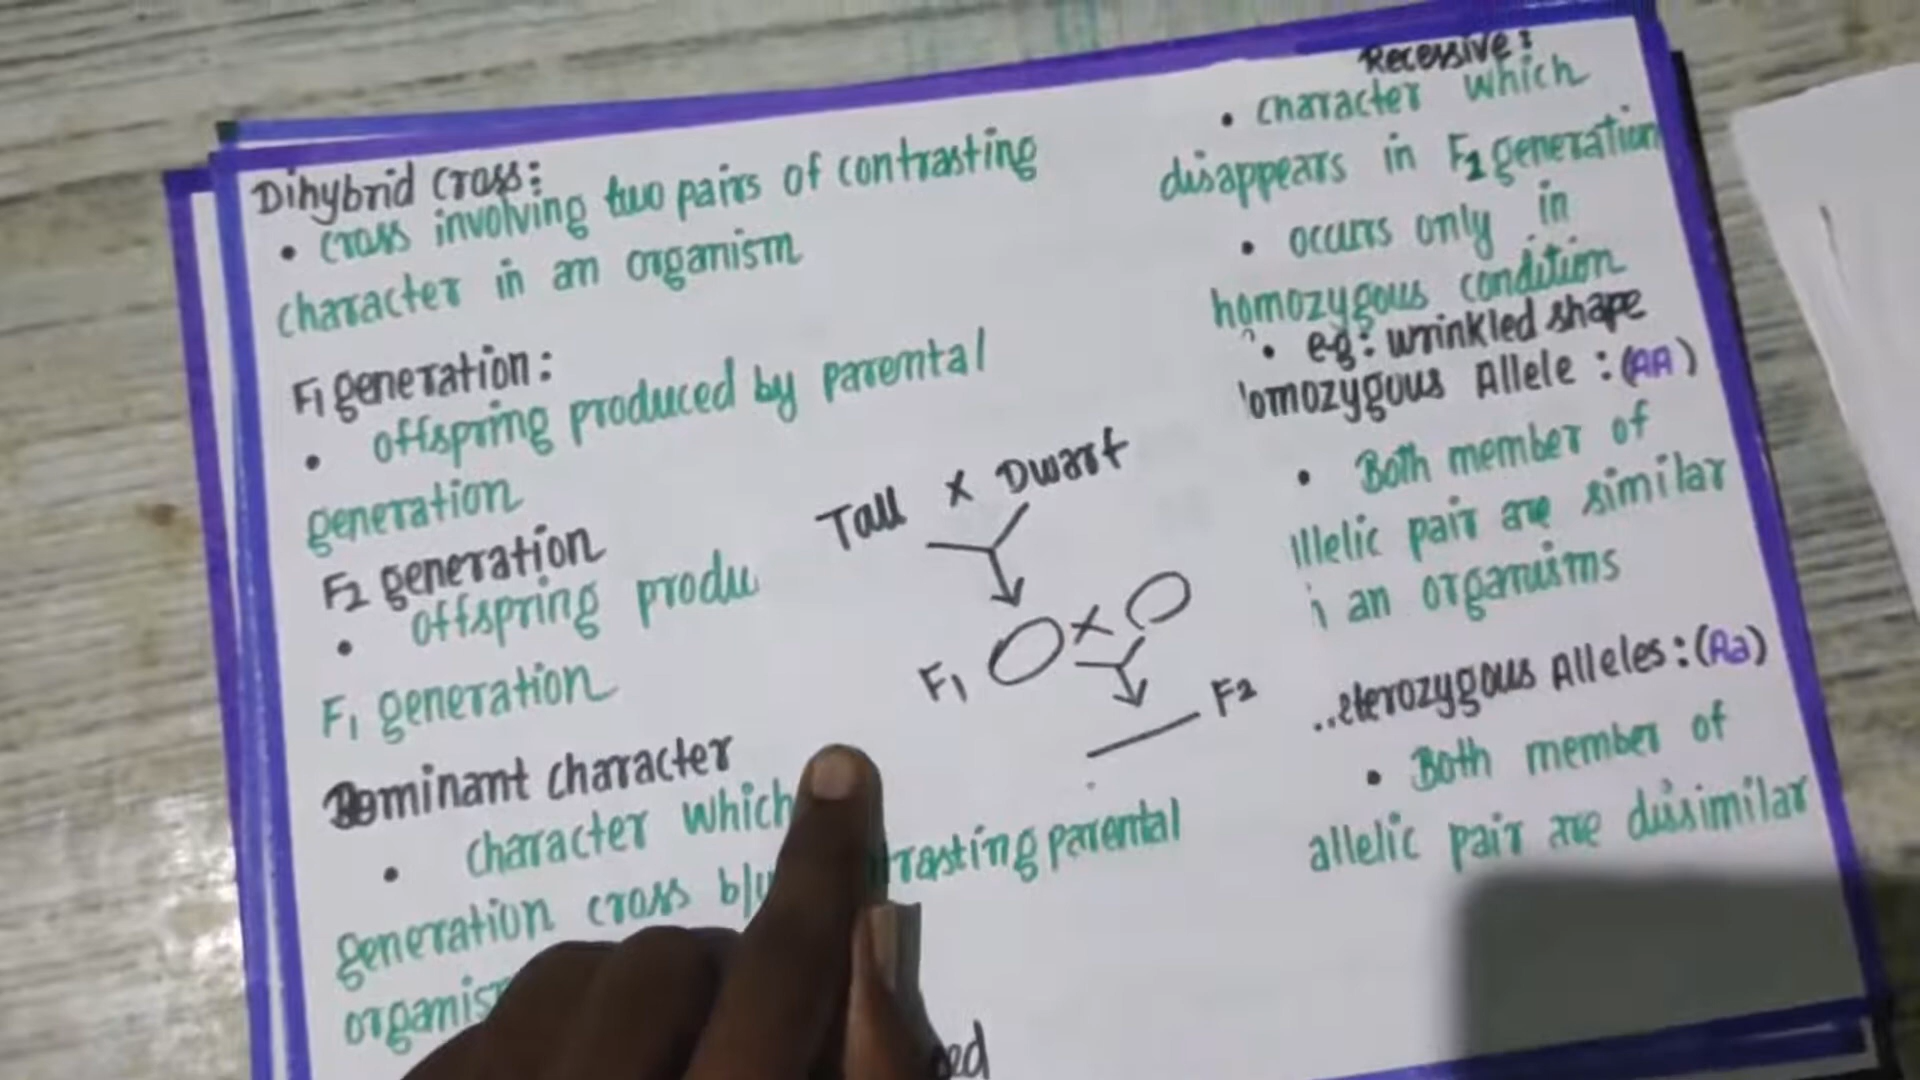 Dihybrid Cross:
• cross involving two pairs of contrasting
character in an organism
F1 generation:
• offspring produced by parental
generation
F2 generation
• offspring produ
F1 generation
Dominant character
• character which
generation cross b/w
rasting parental
organism
ed
Tall X Dwarf
F1
X
F2
Recessive:
• character which
disappears in F1 generation
• occurs only in
homozygous condition
• eg: wrinkled shape
omozygous Allele : (AA)
• Both member of
llelic pair are similar
an organisms
eterozygous Alleles : (Aa)
• Both member of
allelic pair are dissimilar